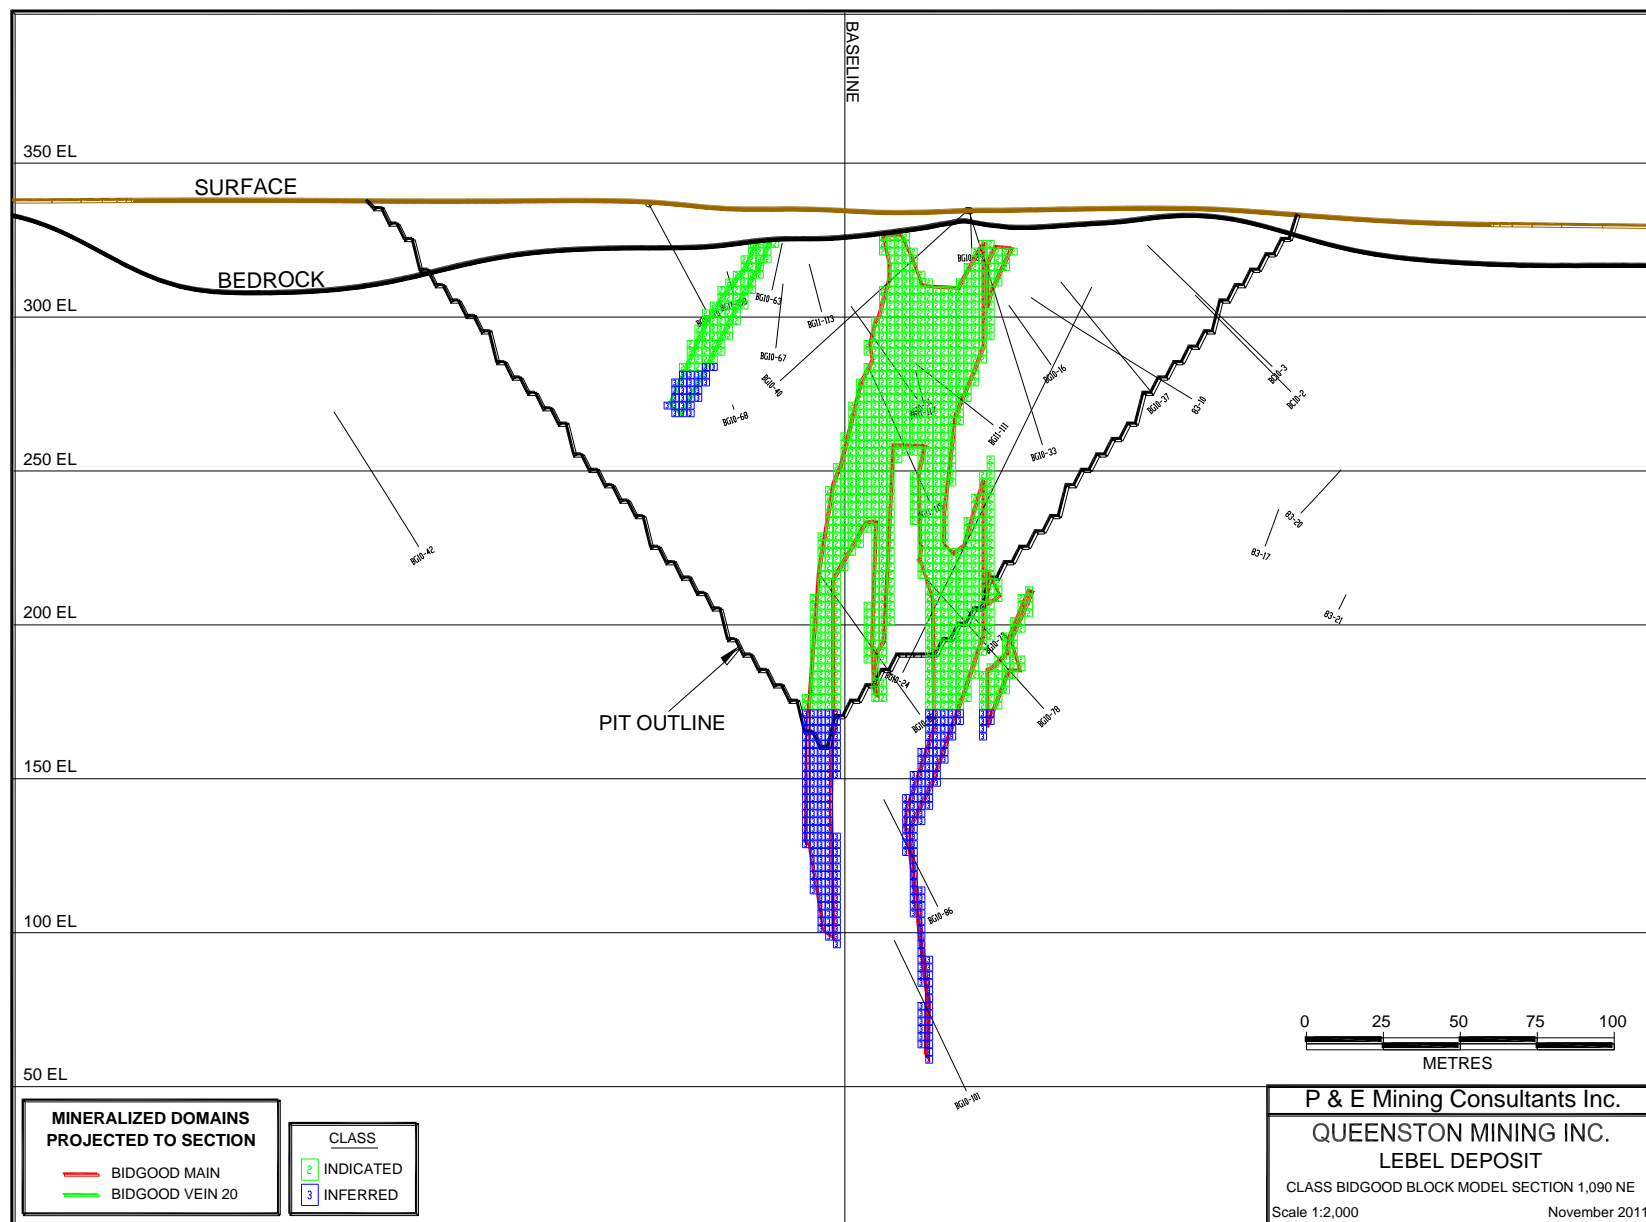 BASELINE
350 EL
SURFACE
BEDROCK
300 EL
BG10-63
BG11-113
BG10-67
BG10-40
BG10-68
BG10-16
BG10-37
83-10
BG10-3
BG10-2
BG11-111
BG10-33
250 EL
BG10-42
83-20
83-17
83-21
200 EL
BG10-24
BG10-78
PIT OUTLINE
150 EL
BG10-86
100 EL
BG10-101
50 EL
0 25 50 75 100
METRES
MINERALIZED DOMAINS
PROJECTED TO SECTION
BIDGOOD MAIN
BIDGOOD VEIN 20
CLASS
2 INDICATED
3 INFERRED
P & E Mining Consultants Inc.
QUEENSTON MINING INC.
LEBEL DEPOSIT
CLASS BIDGOOD BLOCK MODEL SECTION 1,090 NE
Scale 1:2,000 November 2011